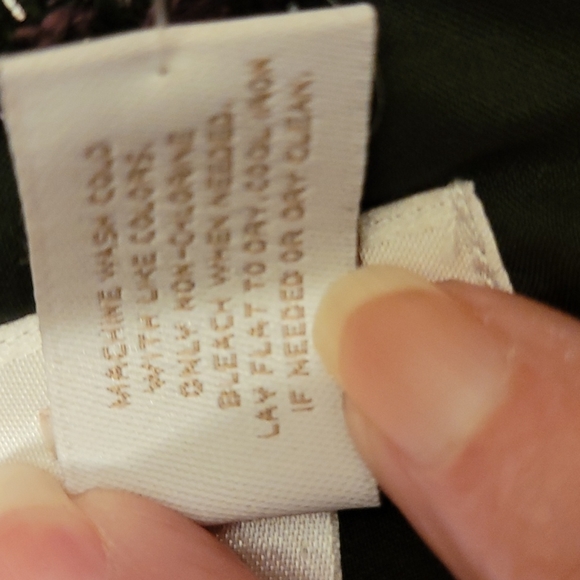 MACHINE WASH COLD
WITH LIKE COLORS.
ONLY NON-CHLORINE
BLEACH WHEN NEEDED.
LAY FLAT TO DRY. COOL IRON
IF NEEDED OR DRY CLEAN.